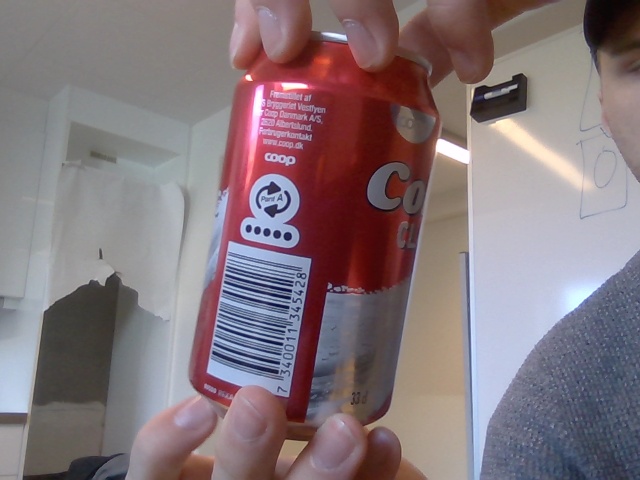 Fremstillet af
Bryggeriet Vestfyen
Coop Danmark A/S,
2620 Albertslund.
Forbrugerkontakt
www.coop.dk
coop
Pant A
7 340011 345428
Co
CL
33 cl